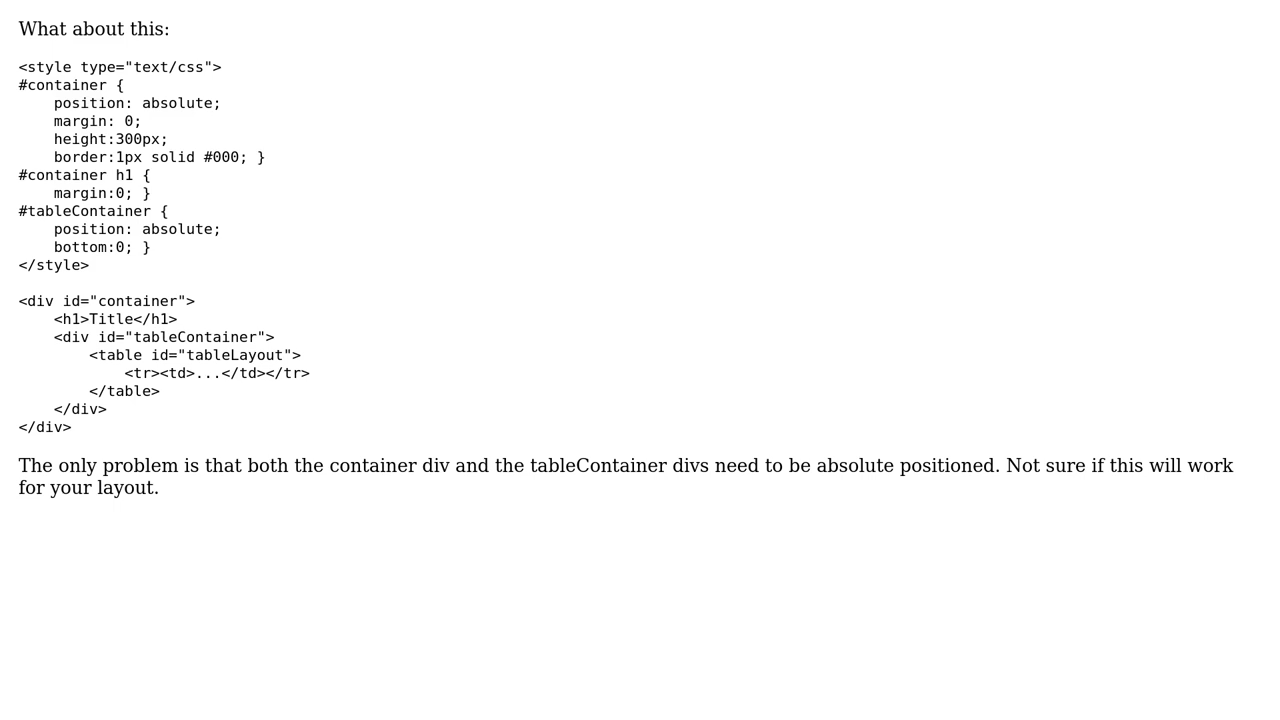 What about this:
<style type="text/css">
#container {
    position: absolute;
    margin: 0;
    height:300px;
    border:1px solid #000; }
#container h1 {
    margin:0; }
#tableContainer {
    position: absolute;
    bottom:0; }
</style>

<div id="container">
    <h1>Title</h1>
    <div id="tableContainer">
        <table id="tableLayout">
            <tr><td>...</td></tr>
        </table>
    </div>
</div>
The only problem is that both the container div and the tableContainer divs need to be absolute positioned. Not sure if this will work
for your layout.